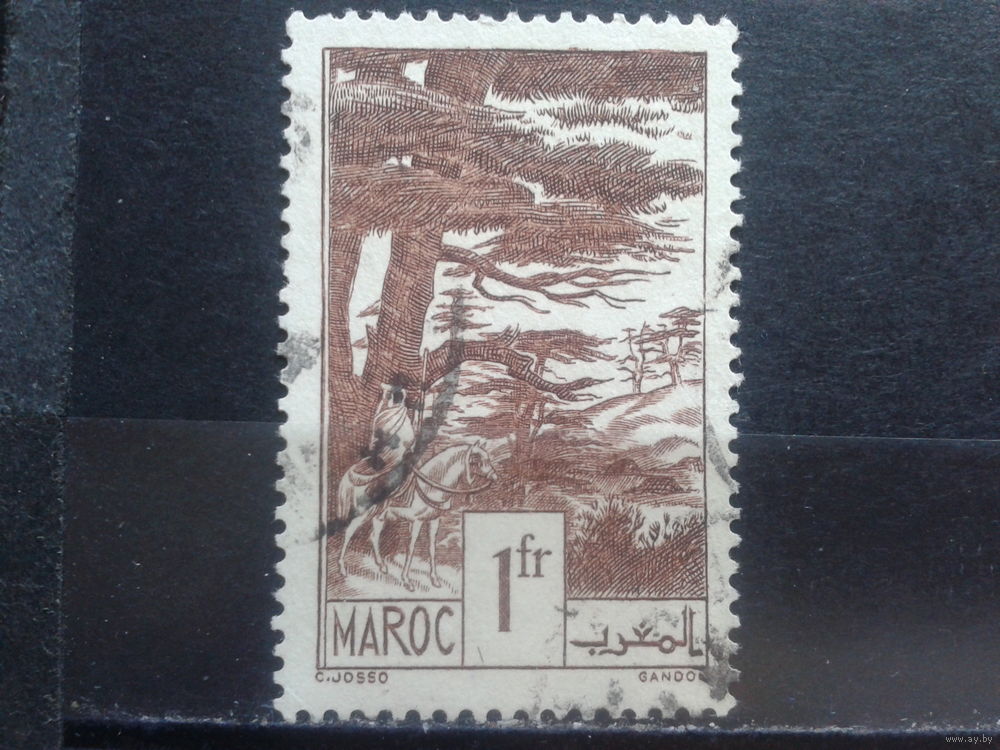 1fr
MAROC
المغرب
C.JOSSO
GANDON
www.ay.by